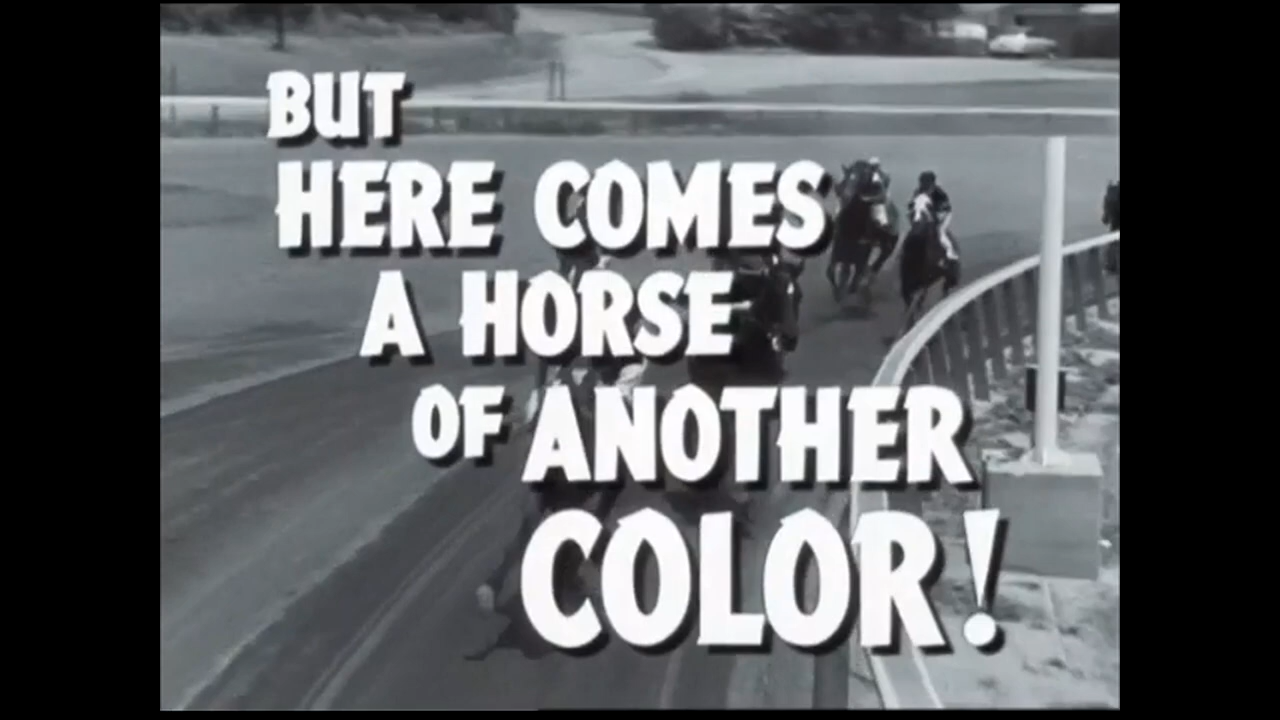 BUT
HERE COMES
A HORSE
OF ANOTHER
COLOR!